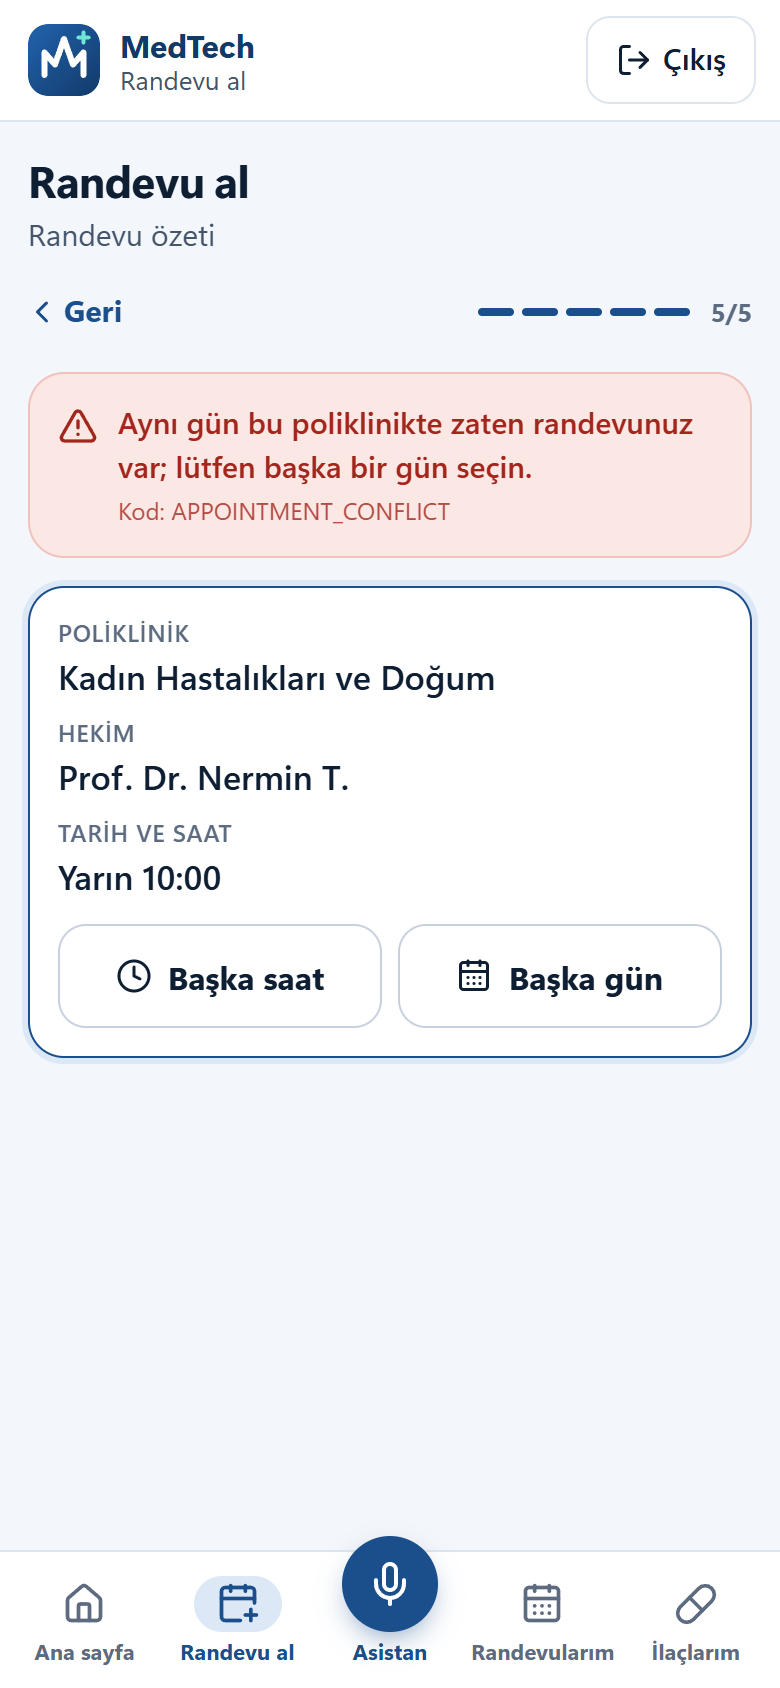 MedTech
Randevu al
Çıkış
Randevu al
Randevu özeti
Geri
5/5
Aynı gün bu poliklinikte zaten randevunuz
var; lütfen başka bir gün seçin.
Kod: APPOINTMENT_CONFLICT
POLİKLİNİK
Kadın Hastalıkları ve Doğum
HEKİM
Prof. Dr. Nermin T.
TARİH VE SAAT
Yarın 10:00
Başka saat
Başka gün
Ana sayfa
Randevu al
Asistan
Randevularım
İlaçlarım